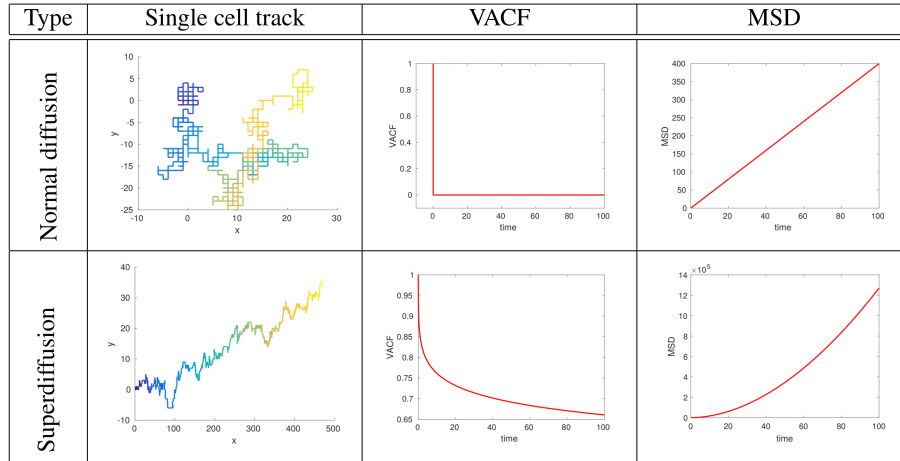 Type Single cell track VACF MSD
Normal diffusion
10
5
0
-5
-10
-15
-20
-25
y
-10 0 10 20 30
x
1
0.8
0.6
0.4
0.2
0
VACF
0 20 40 60 80 100
time
400
350
300
250
200
150
100
50
0
MSD
0 20 40 60 80 100
time
Superdiffusion
40
30
20
10
0
-10
y
0 100 200 300 400 500
x
1
0.95
0.9
0.85
0.8
0.75
0.7
0.65
VACF
0 20 40 60 80 100
time
×10⁵
14
12
10
8
6
4
2
0
MSD
0 20 40 60 80 100
time